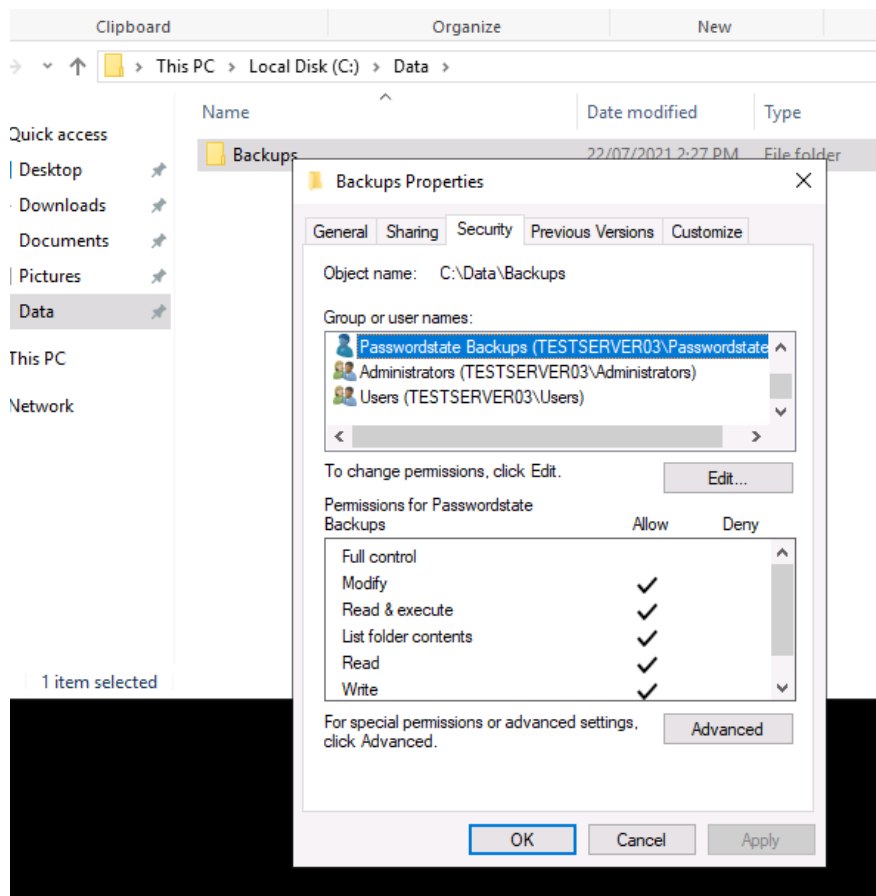 Clipboard Organize New
This PC > Local Disk (C:) > Data >
Name Date modified Type
Quick access
Desktop
Downloads
Documents
Pictures
Data
This PC
Network
Backups 22/07/2021 2:27 PM File folder
Backups Properties
General Sharing Security Previous Versions Customize
Object name: C:\Data\Backups
Group or user names:
Passwordstate Backups (TESTSERVER03\Passwordstate
Administrators (TESTSERVER03\Administrators)
Users (TESTSERVER03\Users)
To change permissions, click Edit.
Edit...
Permissions for Passwordstate
Backups Allow Deny
Full control
Modify
Read & execute
List folder contents
Read
Write
For special permissions or advanced settings,
click Advanced.
Advanced
OK Cancel Apply
1 item selected